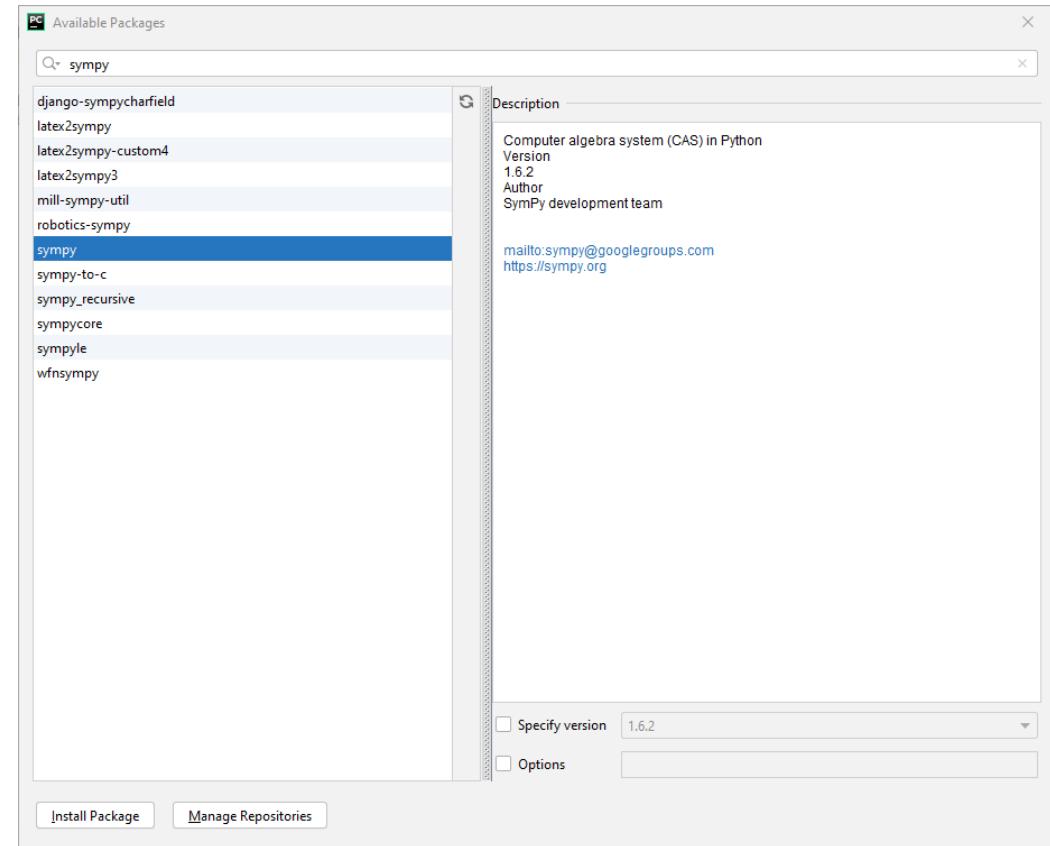 PC Available Packages
sympy
django-sympycharfield
latex2sympy
latex2sympy-custom4
latex2sympy3
mill-sympy-util
robotics-sympy
sympy
sympy-to-c
sympy_recursive
sympycore
sympyle
wfnsympy
Description
Computer algebra system (CAS) in Python
Version
1.6.2
Author
SymPy development team
mailto:sympy@googlegroups.com
https://sympy.org
Specify version 1.6.2
Options
Install Package Manage Repositories